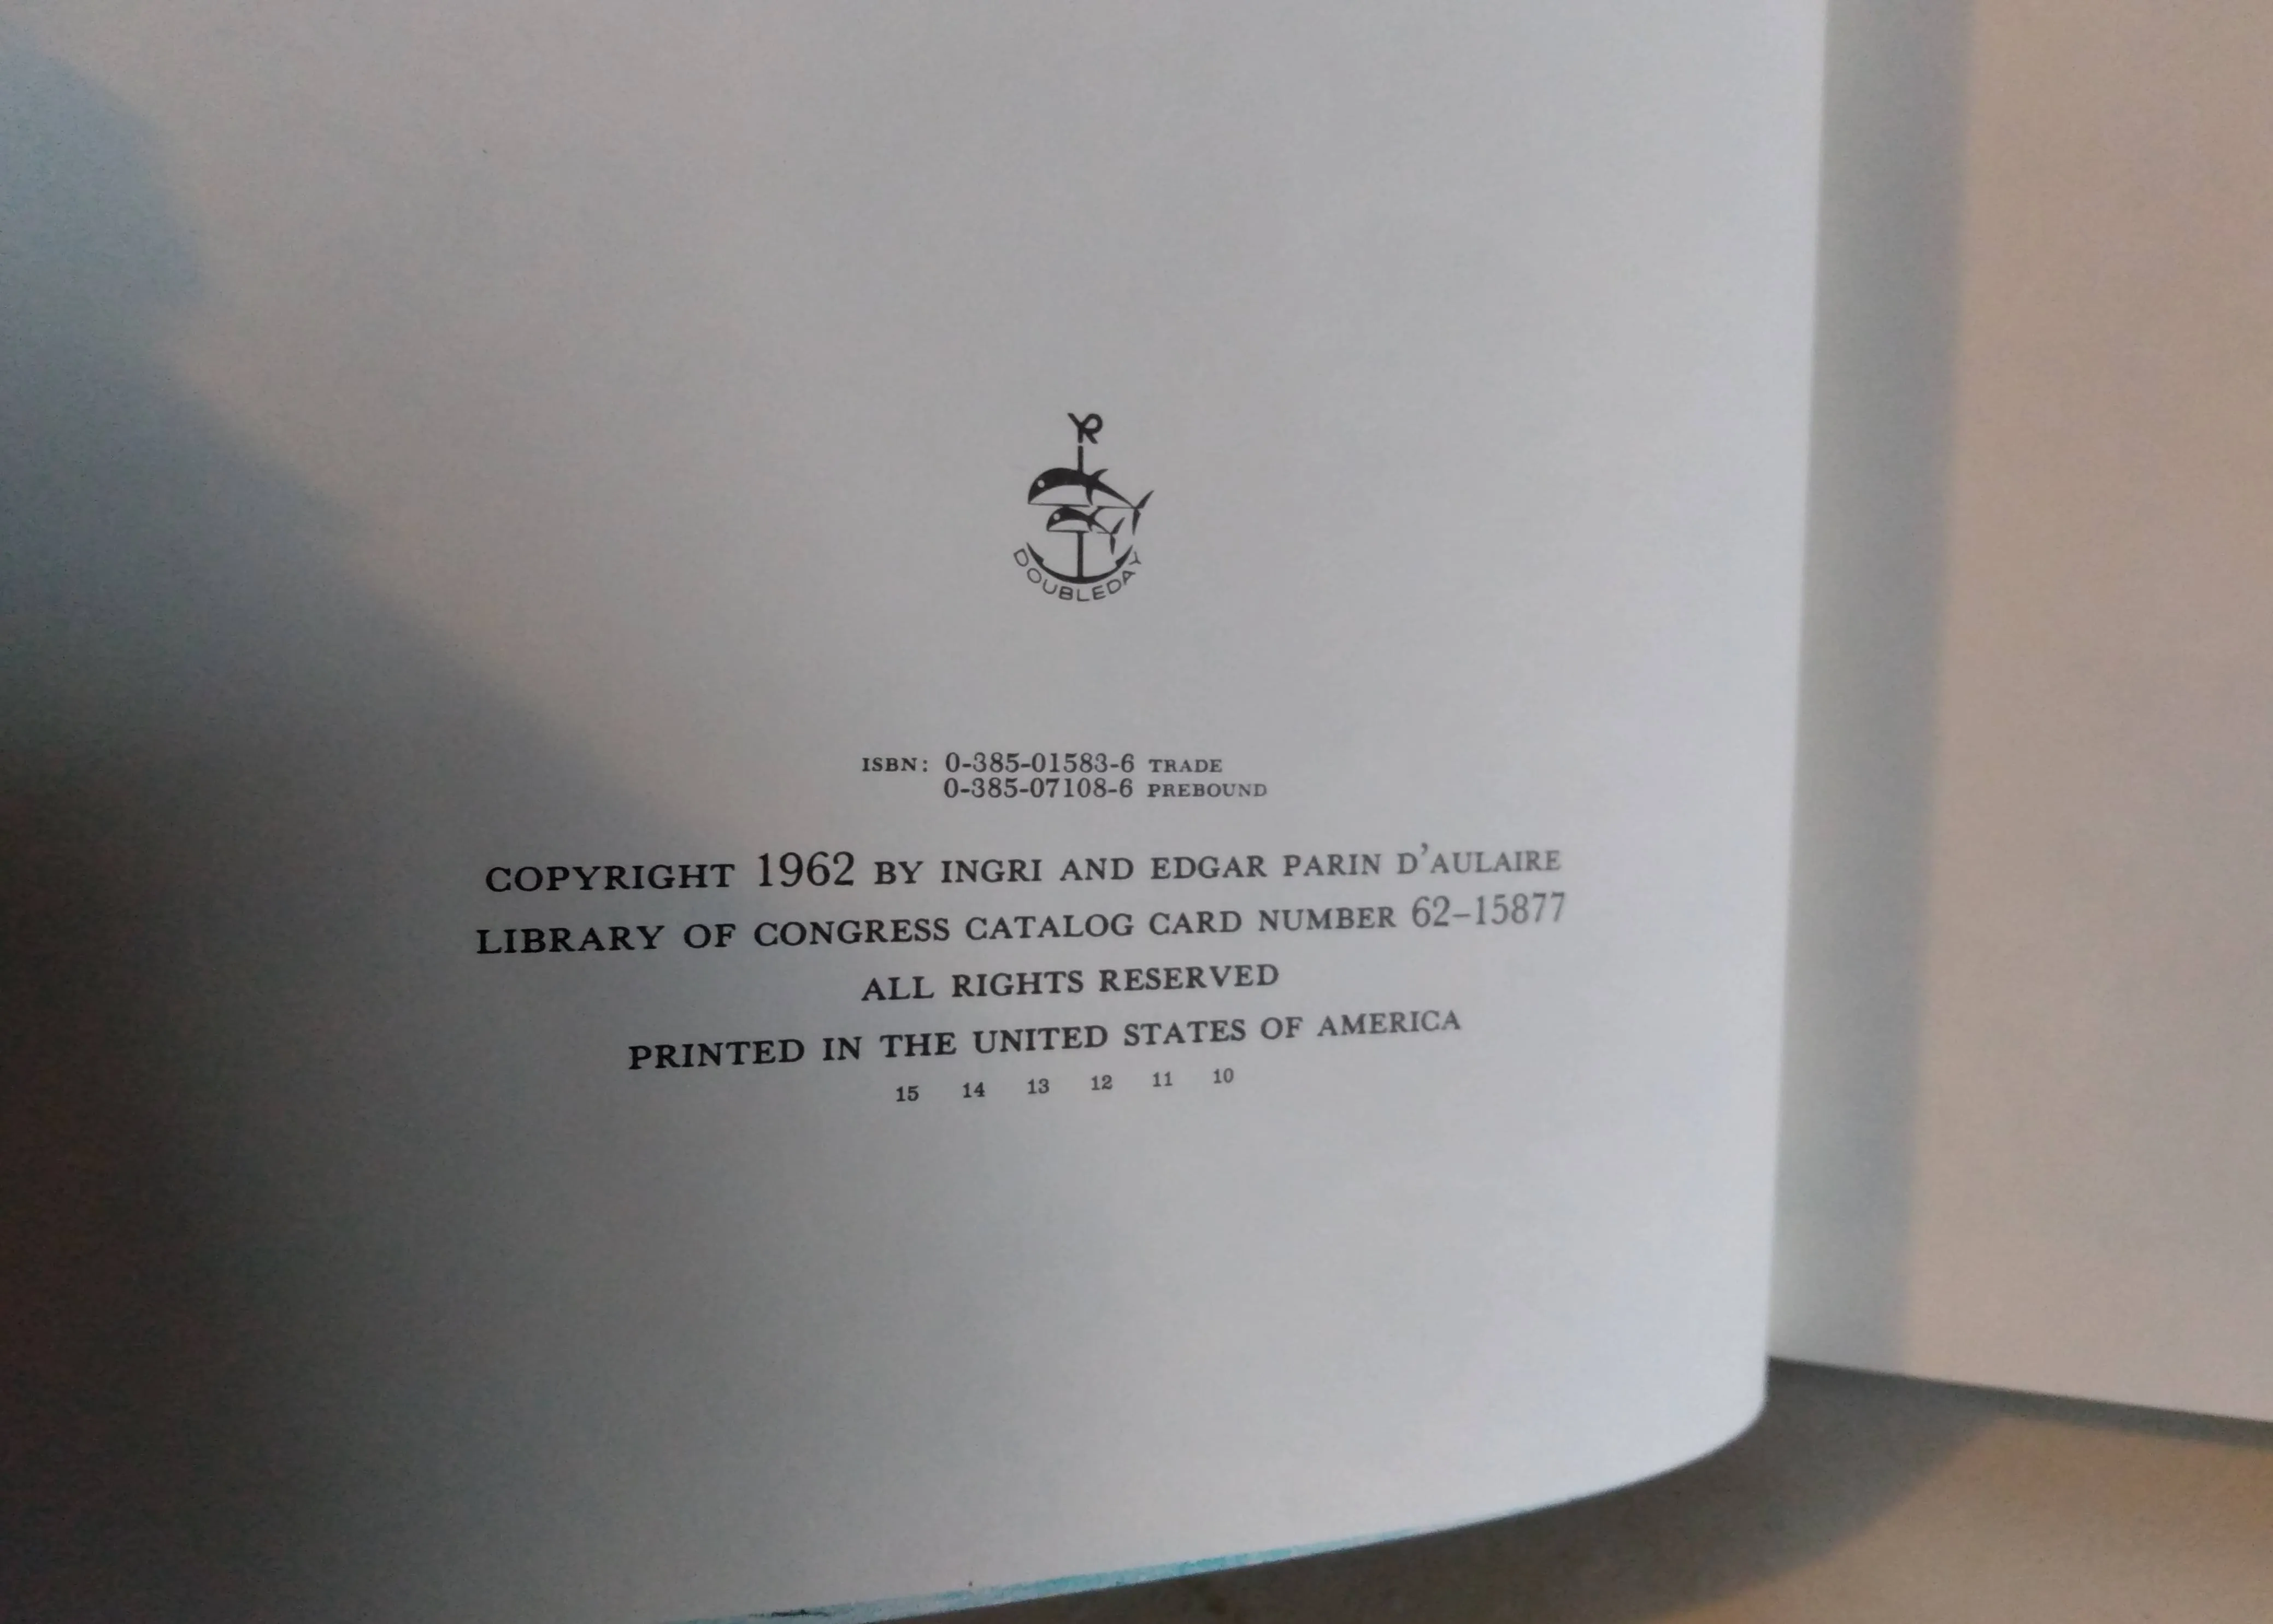 YR
DOUBLEDAY
ISBN: 0-385-01583-6 TRADE
0-385-07108-6 PREBOUND
COPYRIGHT 1962 BY INGRI AND EDGAR PARIN D'AULAIRE
LIBRARY OF CONGRESS CATALOG CARD NUMBER 62–15877
ALL RIGHTS RESERVED
PRINTED IN THE UNITED STATES OF AMERICA
15 14 13 12 11 10